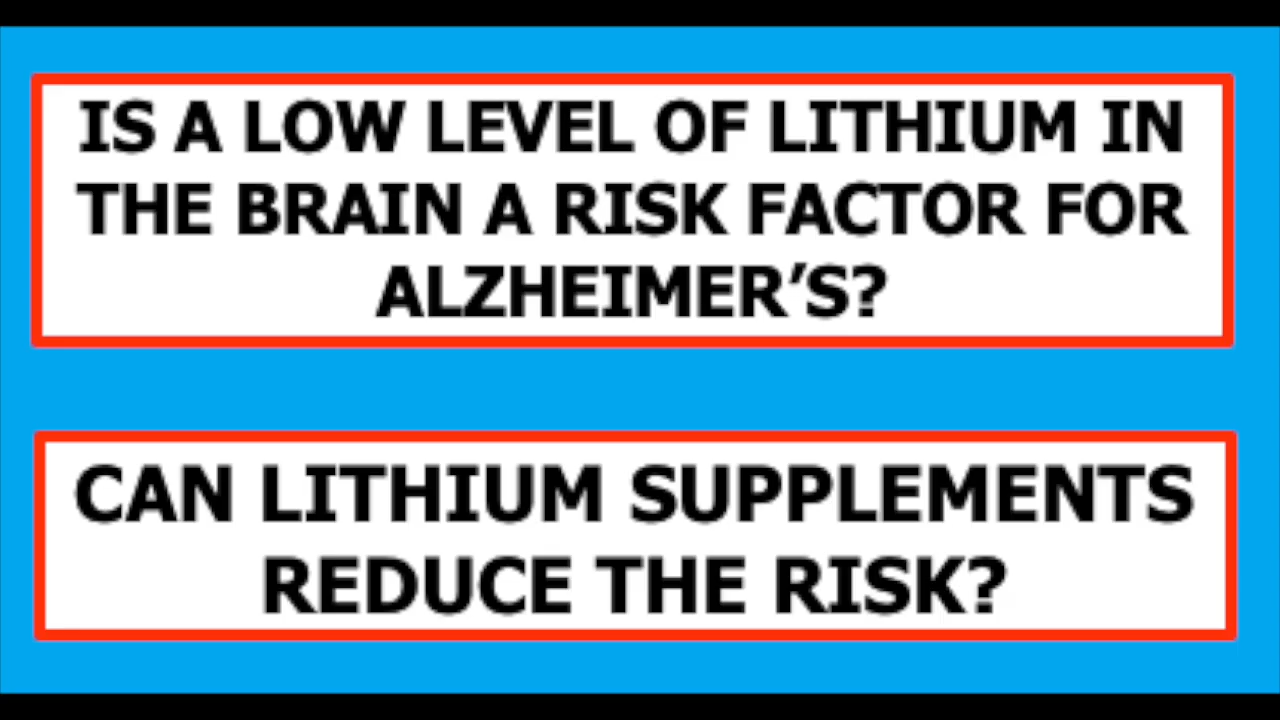 IS A LOW LEVEL OF LITHIUM IN
THE BRAIN A RISK FACTOR FOR
ALZHEIMER’S?
CAN LITHIUM SUPPLEMENTS
REDUCE THE RISK?